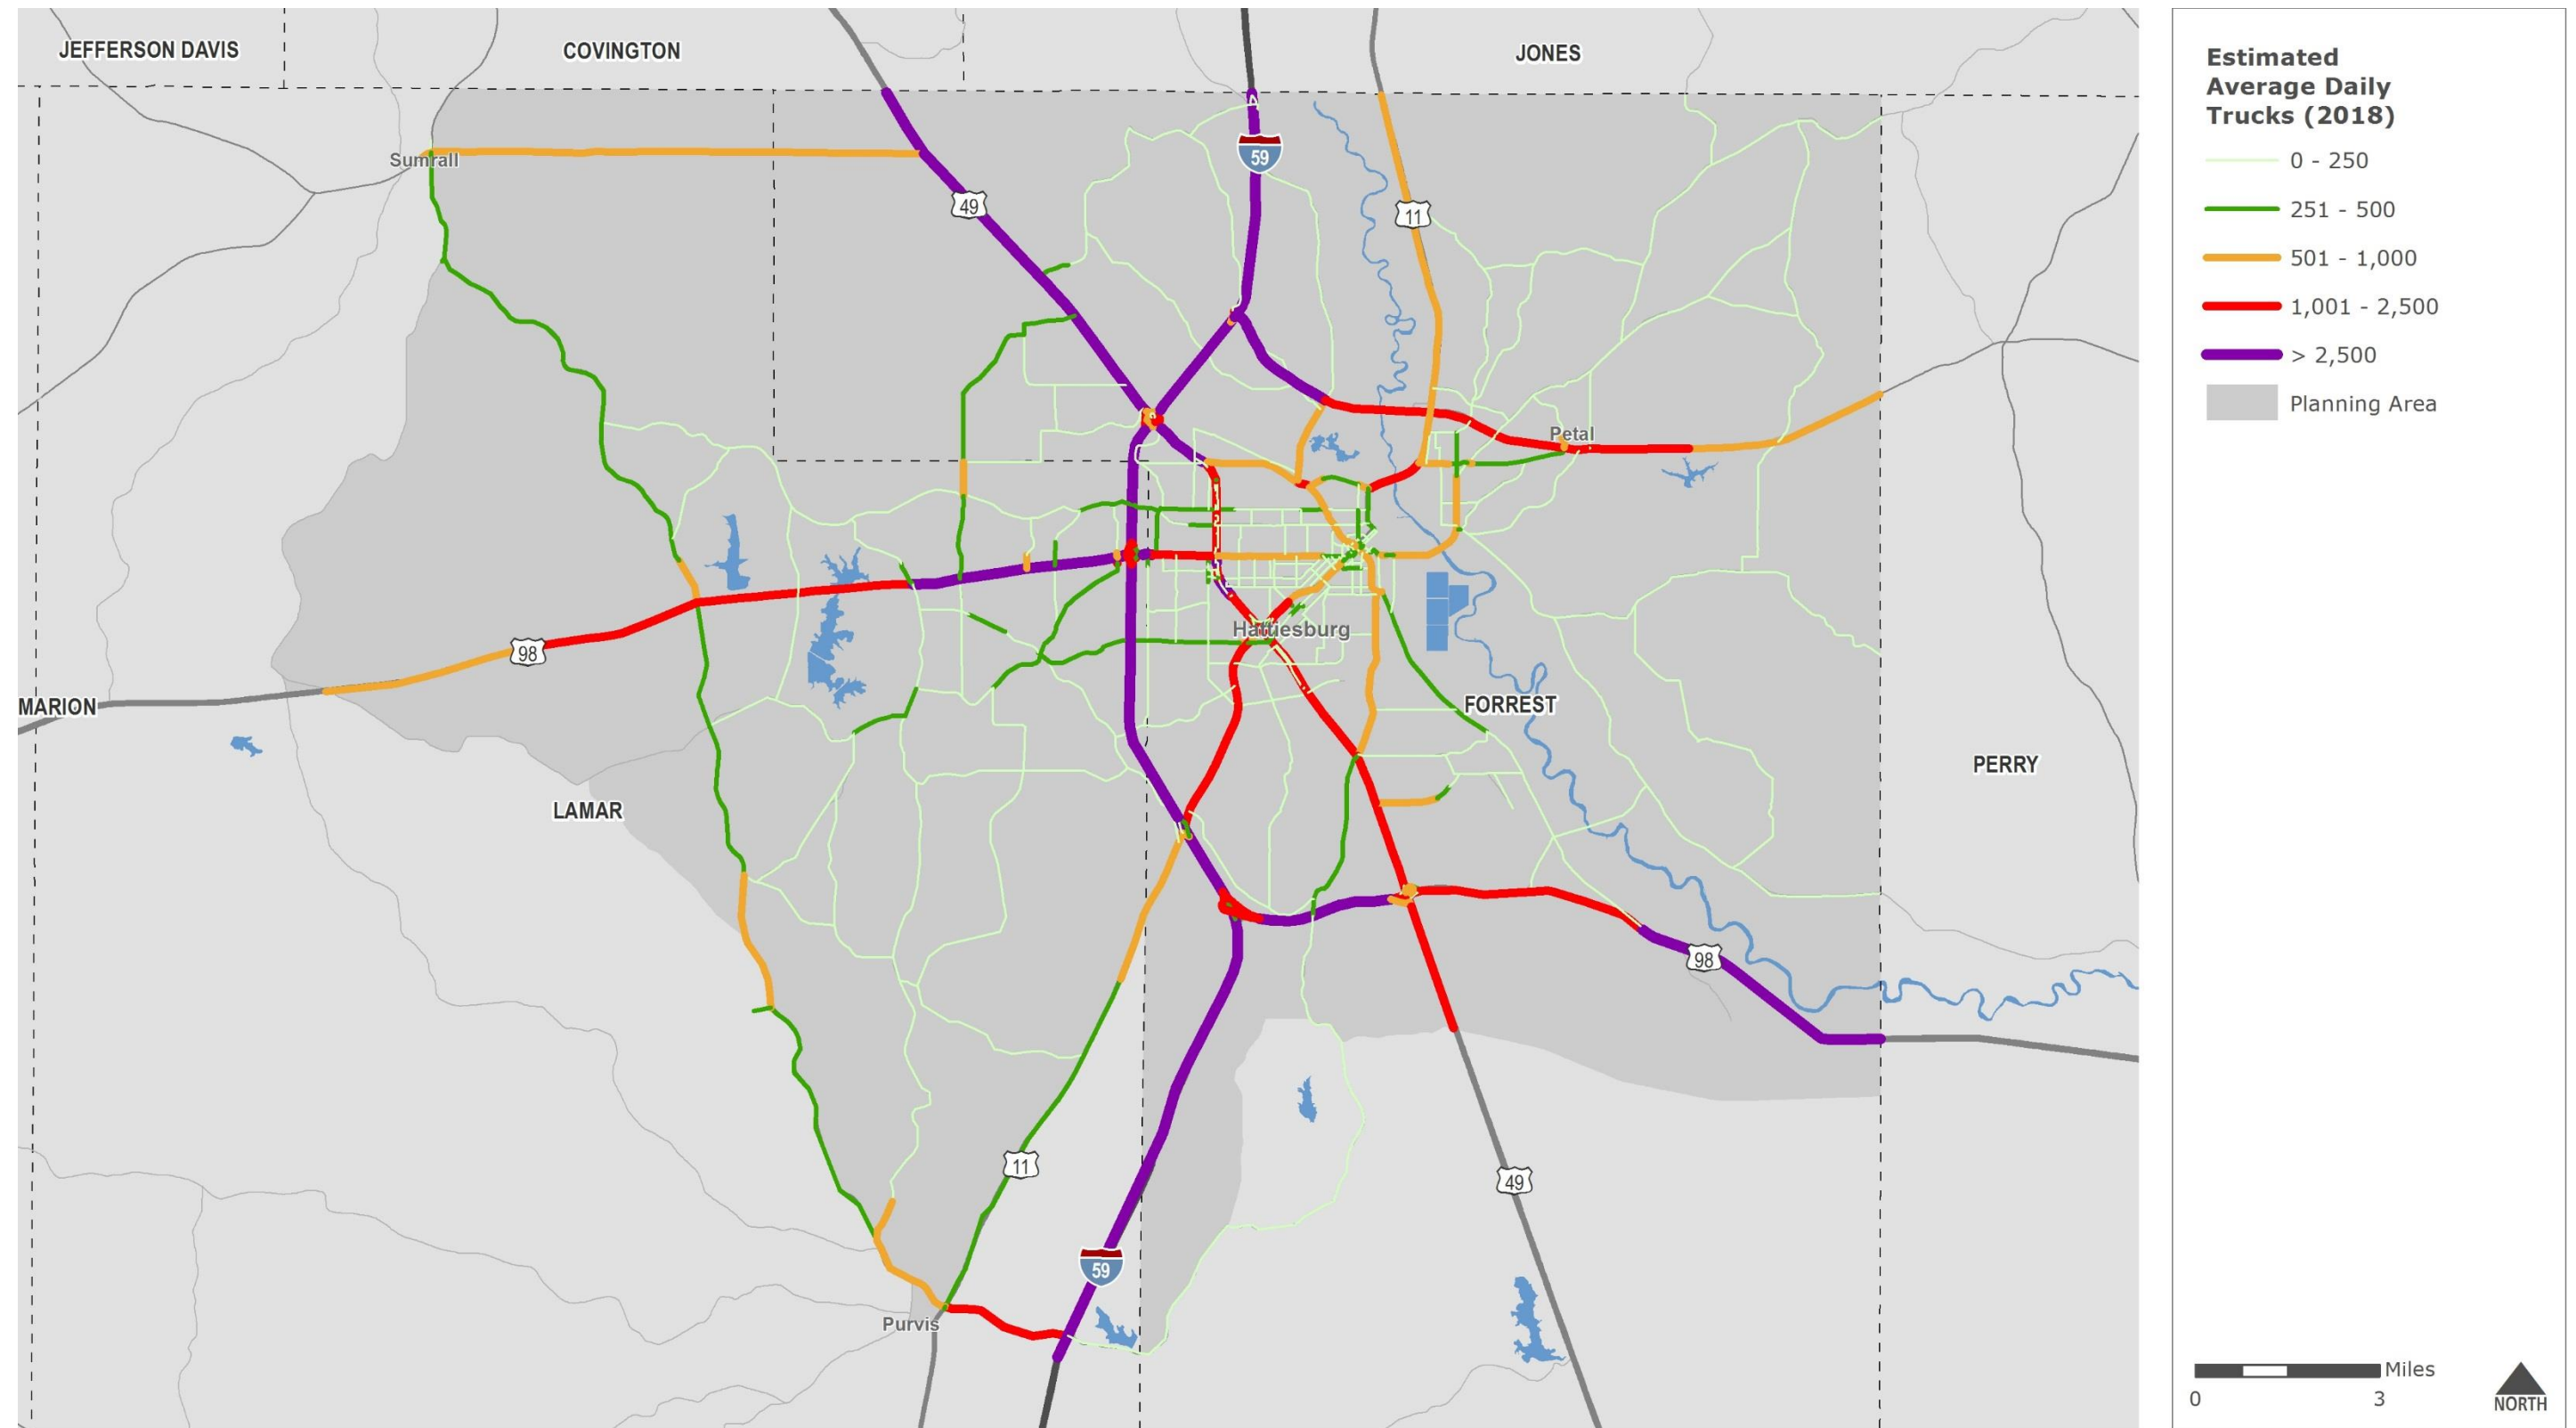 JEFFERSON DAVIS
COVINGTON
JONES
59
Sumrall
49
11
Petal
98
Hattiesburg
MARION
FORREST
PERRY
LAMAR
98
11
49
59
Purvis
Estimated
Average Daily
Trucks (2018)
0 - 250
251 - 500
501 - 1,000
1,001 - 2,500
> 2,500
Planning Area
Miles
0 3
NORTH